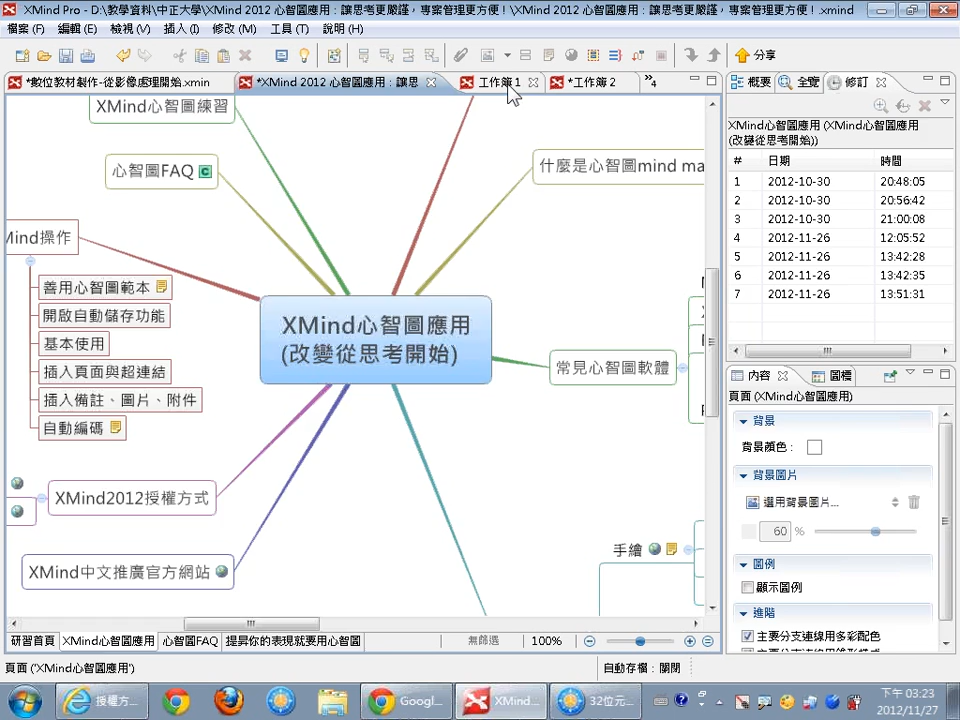 XMind Pro - D:\教學資料\中正大學\XMind 2012 心智圖應用：讓思考更嚴謹，專案管理更方便！\XMind 2012 心智圖應用：讓思考更嚴謹，專案管理更方便！.xmind
檔案(F) 編輯(E) 檢視(V) 插入(I) 修改(M) 工具(T) 說明(H)
分享
*數位教材製作-從影像處理開始.xmin
*XMind 2012 心智圖應用：讓思
工作簿1
*工作簿 2
»4
概要 全覽 修訂
XMind心智圖應用 (XMind心智圖應用
(改變從思考開始))
# 日期 時間
1 2012-10-30 20:48:05
2 2012-10-30 20:56:42
3 2012-10-30 21:00:08
4 2012-11-26 12:05:52
5 2012-11-26 13:42:28
6 2012-11-26 13:42:35
7 2012-11-26 13:51:31
XMind心智圖練習
心智圖FAQ
什麼是心智圖mind ma
Mind操作
善用心智圖範本
開啟自動儲存功能
基本使用
插入頁面與超連結
插入備註、圖片、附件
自動編碼
XMind心智圖應用
(改變從思考開始)
常見心智圖軟體
XMind2012授權方式
手繪
XMind中文推廣官方網站
內容 圖標
頁面 (XMind心智圖應用)
背景
背景顏色：
背景圖片
選用背景圖片...
60 %
圖例
顯示圖例
進階
主要分支連線用多彩配色
研習首頁 XMind心智圖應用 心智圖FAQ 提昇你的表現就要用心智圖
無篩選 100%
頁面 ('XMind心智圖應用')
自動存檔：關閉
授權方...
Googl...
XMind...
32位元...
下午 03:23
2012/11/27